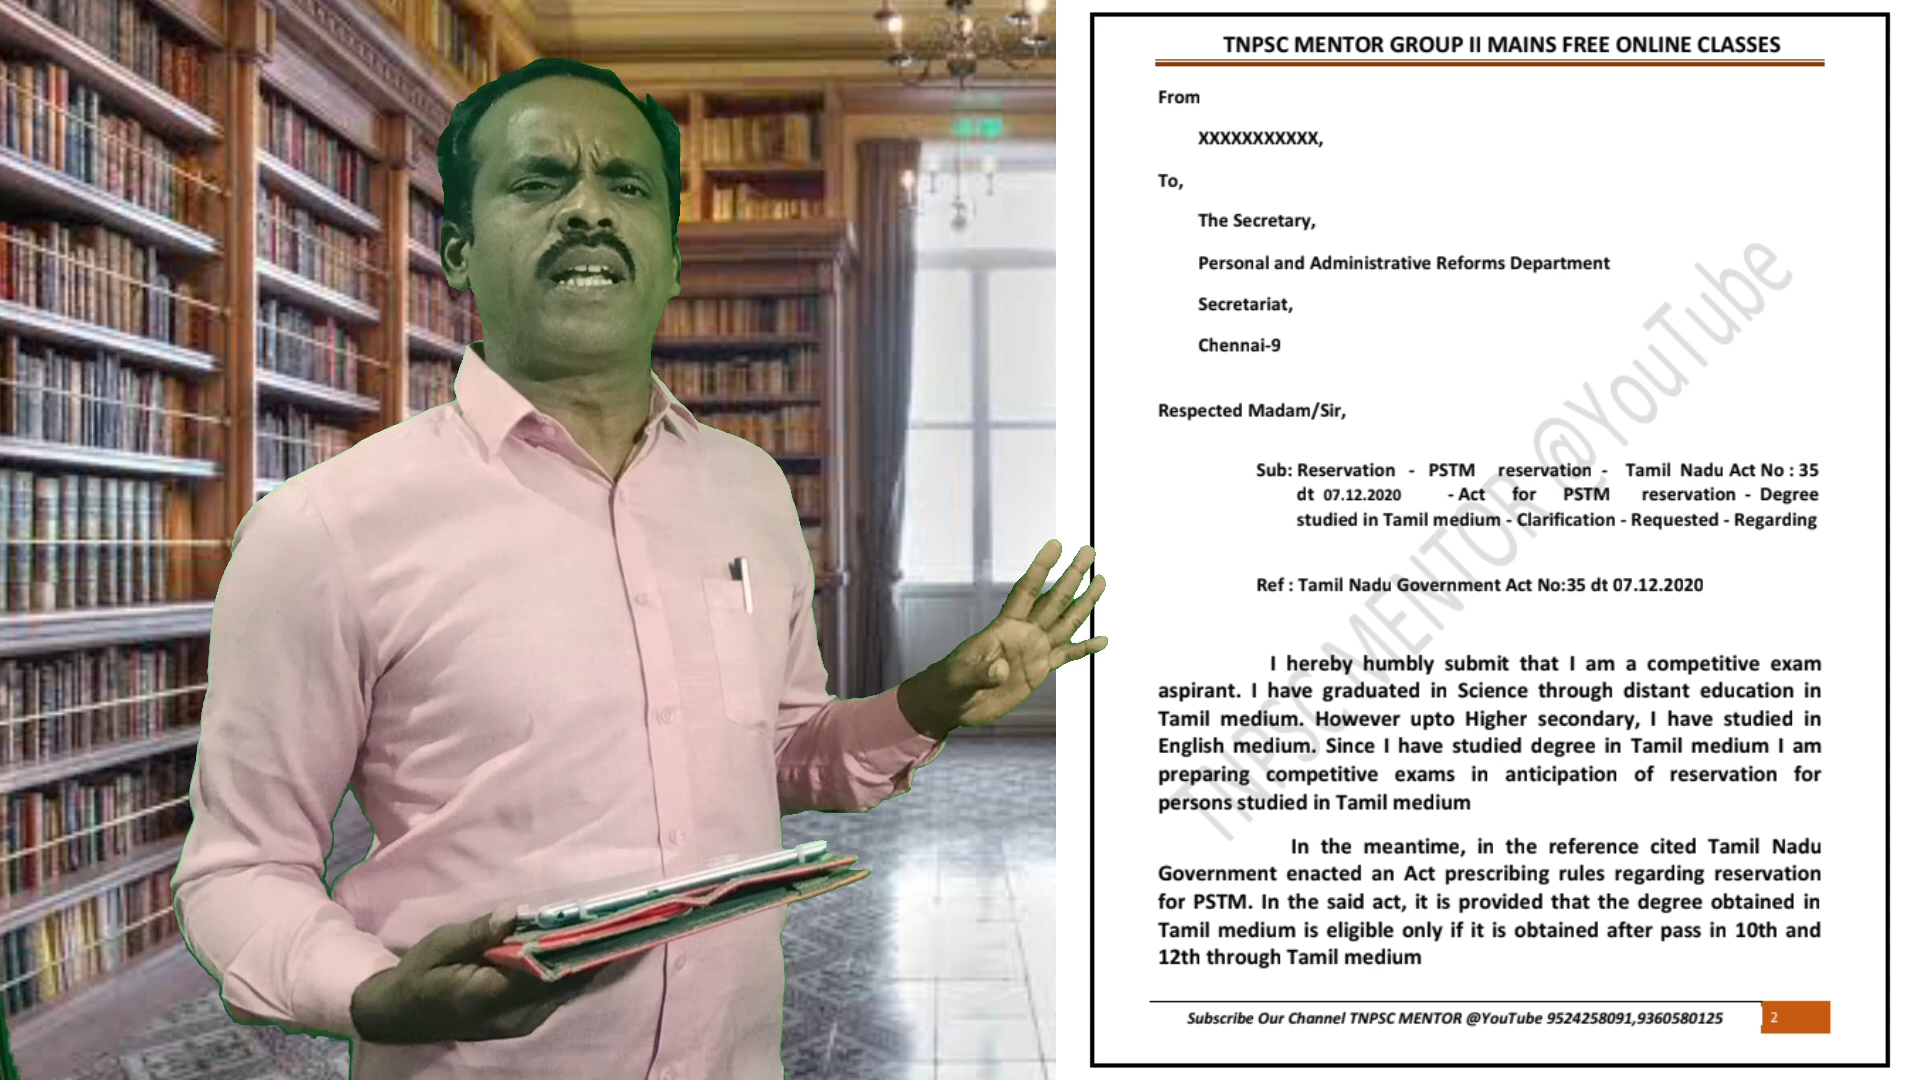 TNPSC MENTOR GROUP II MAINS FREE ONLINE CLASSES
From
XXXXXXXXXXX,
To,
The Secretary,
Personal and Administrative Reforms Department
Secretariat,
Chennai-9
Respected Madam/Sir,
Sub: Reservation - PSTM reservation - Tamil Nadu Act No : 35
dt 07.12.2020 - Act for PSTM reservation - Degree
studied in Tamil medium - Clarification - Requested - Regarding
Ref : Tamil Nadu Government Act No:35 dt 07.12.2020
I hereby humbly submit that I am a competitive exam
aspirant. I have graduated in Science through distant education in
Tamil medium. However upto Higher secondary, I have studied in
English medium. Since I have studied degree in Tamil medium I am
preparing competitive exams in anticipation of reservation for
persons studied in Tamil medium
In the meantime, in the reference cited Tamil Nadu
Government enacted an Act prescribing rules regarding reservation
for PSTM. In the said act, it is provided that the degree obtained in
Tamil medium is eligible only if it is obtained after pass in 10th and
12th through Tamil medium
Subscribe Our Channel TNPSC MENTOR @YouTube 9524258091,9360580125
2
TNPSC MENTOR @YouTube